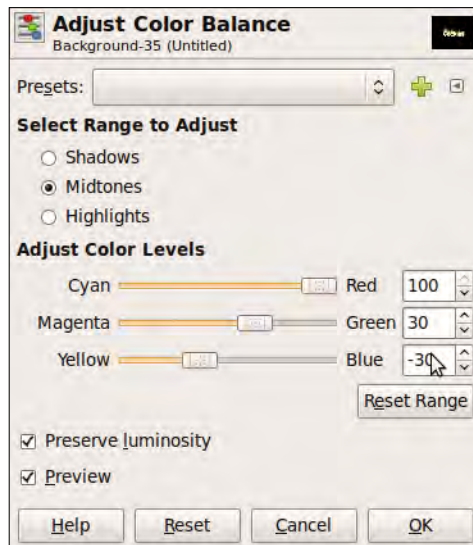 Adjust Color Balance
Background-35 (Untitled)
Presets:
Select Range to Adjust
Shadows
Midtones
Highlights
Adjust Color Levels
Cyan Red 100
Magenta Green 30
Yellow Blue -30
Reset Range
Preserve luminosity
Preview
Help Reset Cancel OK